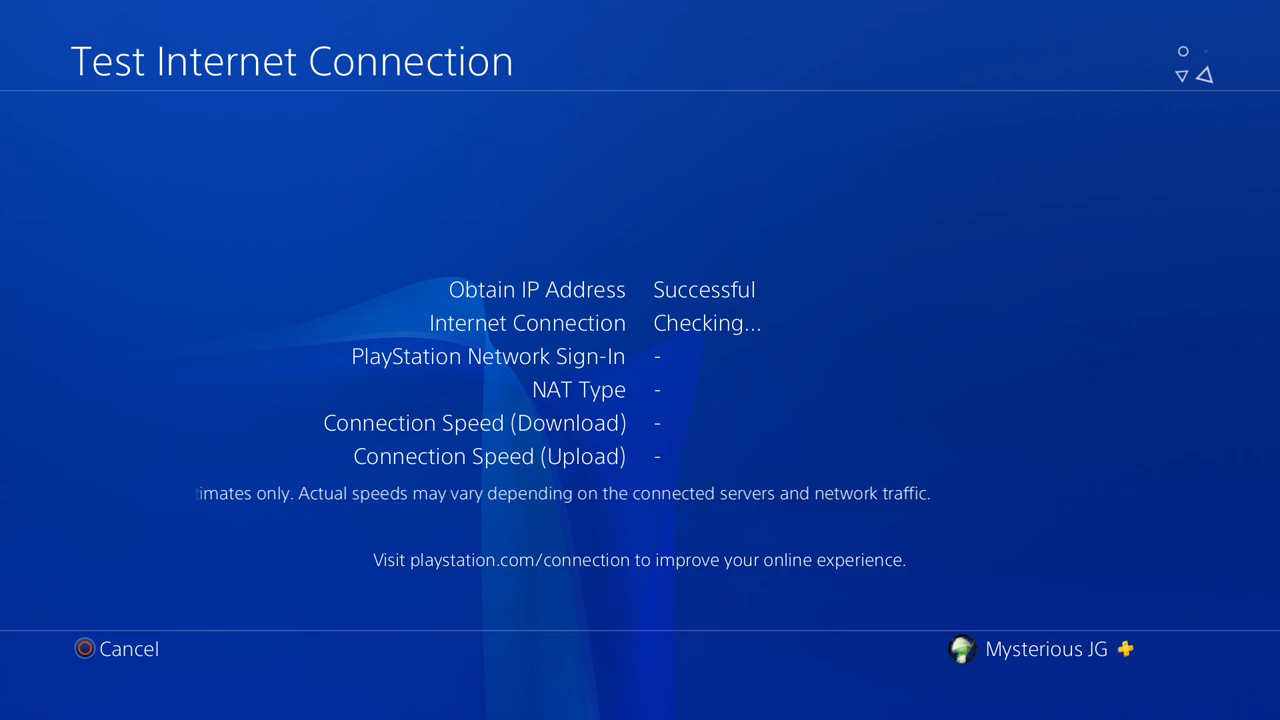 Test Internet Connection
Obtain IP Address Successful
Internet Connection Checking...
PlayStation Network Sign-In -
NAT Type -
Connection Speed (Download) -
Connection Speed (Upload) -
only. Actual speeds may vary depending on the connected servers and network traffic.
Visit playstation.com/connection to improve your online experience.
Cancel
Mysterious JG